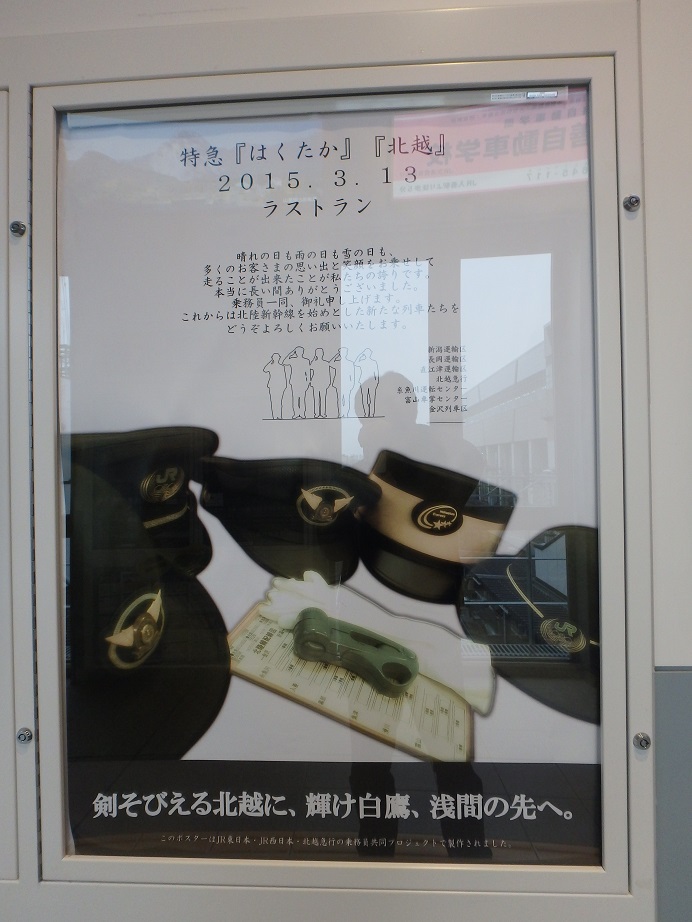 特急『はくたか』『北越』
２０１５．３．１３
ラストラン
晴れの日も雨の日も雪の日も、
多くのお客さまの思い出と笑顔をお乗せして
走ることが出来たことが私たちの誇りです。
本当に長い間ありがとうございました。
乗務員一同、御礼申し上げます。
これからは北陸新幹線を始めとした新たな列車たちを
どうぞよろしくお願いいたします。
新潟運輸区
長岡運輸区
直江津運輸区
北越急行
糸魚川運転センター
富山車掌センター
金沢列車区
JR
JR
剣そびえる北越に、輝け白鷹、浅間の先へ。
このポスターはJR東日本・JR西日本・北越急行の乗務員共同プロジェクトで製作されました。